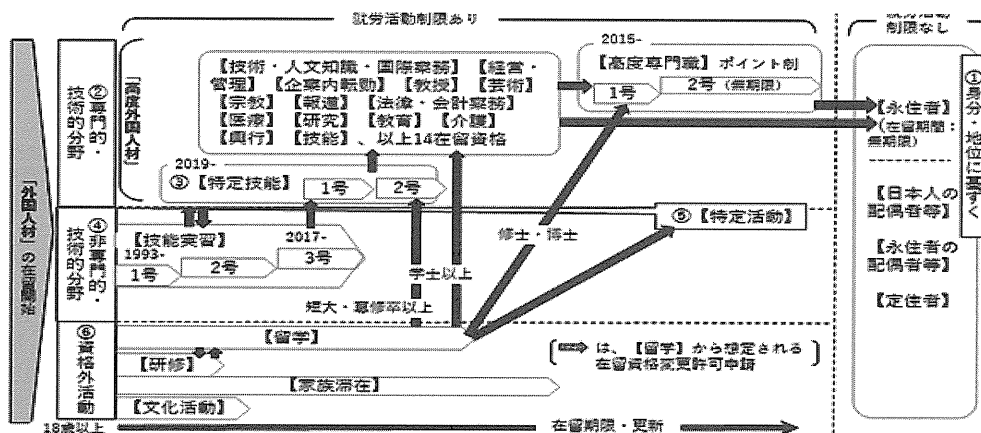 就労活動制限あり
就労活動
制限なし
「外国人材」の在留開始
②専門的・
技術的分野
「高度外国人材」
【技術・人文知識・国際業務】【経営・
管理】【企業内転勤】【教授】【芸術】
【宗教】【報道】【法律・会計業務】
【医療】【研究】【教育】【介護】
【興行】【技能】、以上14在留資格
2015-
【高度専門職】ポイント制
1号
2号(無期限)
2019-
③【特定技能】
1号
2号
④非専門的・
技術的分野
【技能実習】
1993-
1号
2号
2017-
3号
学士以上
短大・専修卒以上
修士・博士
⑤【特定活動】
⑥資格外活動
【留学】
【研修】
【家族滞在】
【文化活動】
は、【留学】から想定される
在留資格変更許可申請
18歳以上
在留期限・更新
①身分・地位に基づく
【永住者】
(在留期間:
無期限)
【日本人の
配偶者等】
【永住者の
配偶者等】
【定住者】